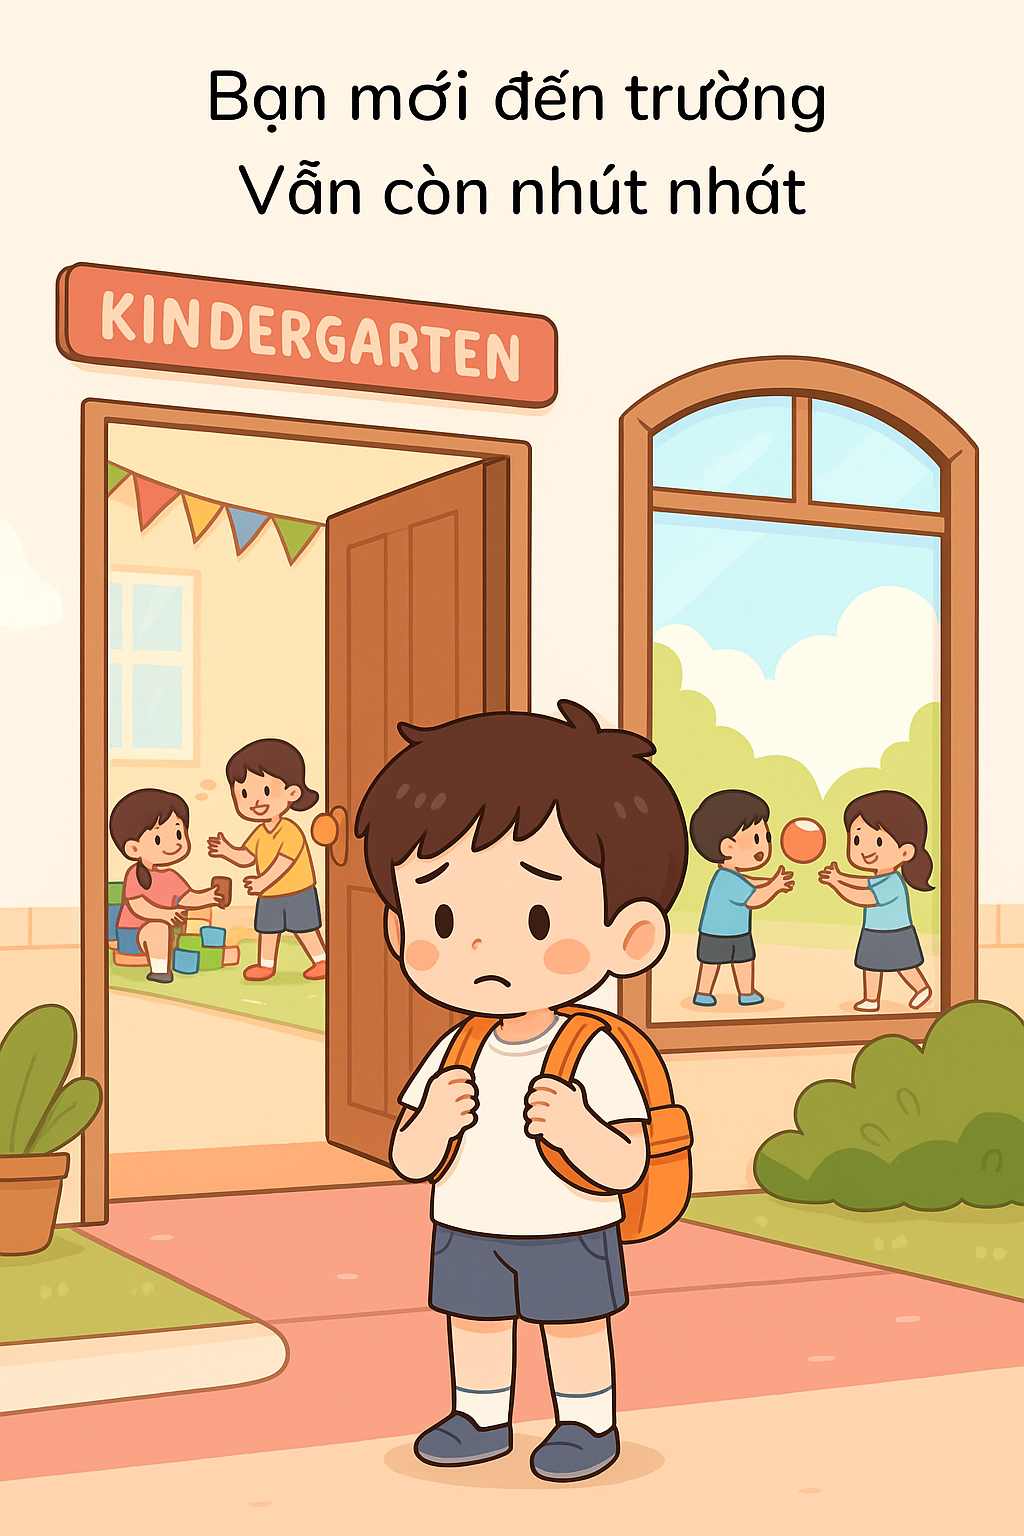 Bạn mới đến trường
Vẫn còn nhút nhát
KINDERGARTEN